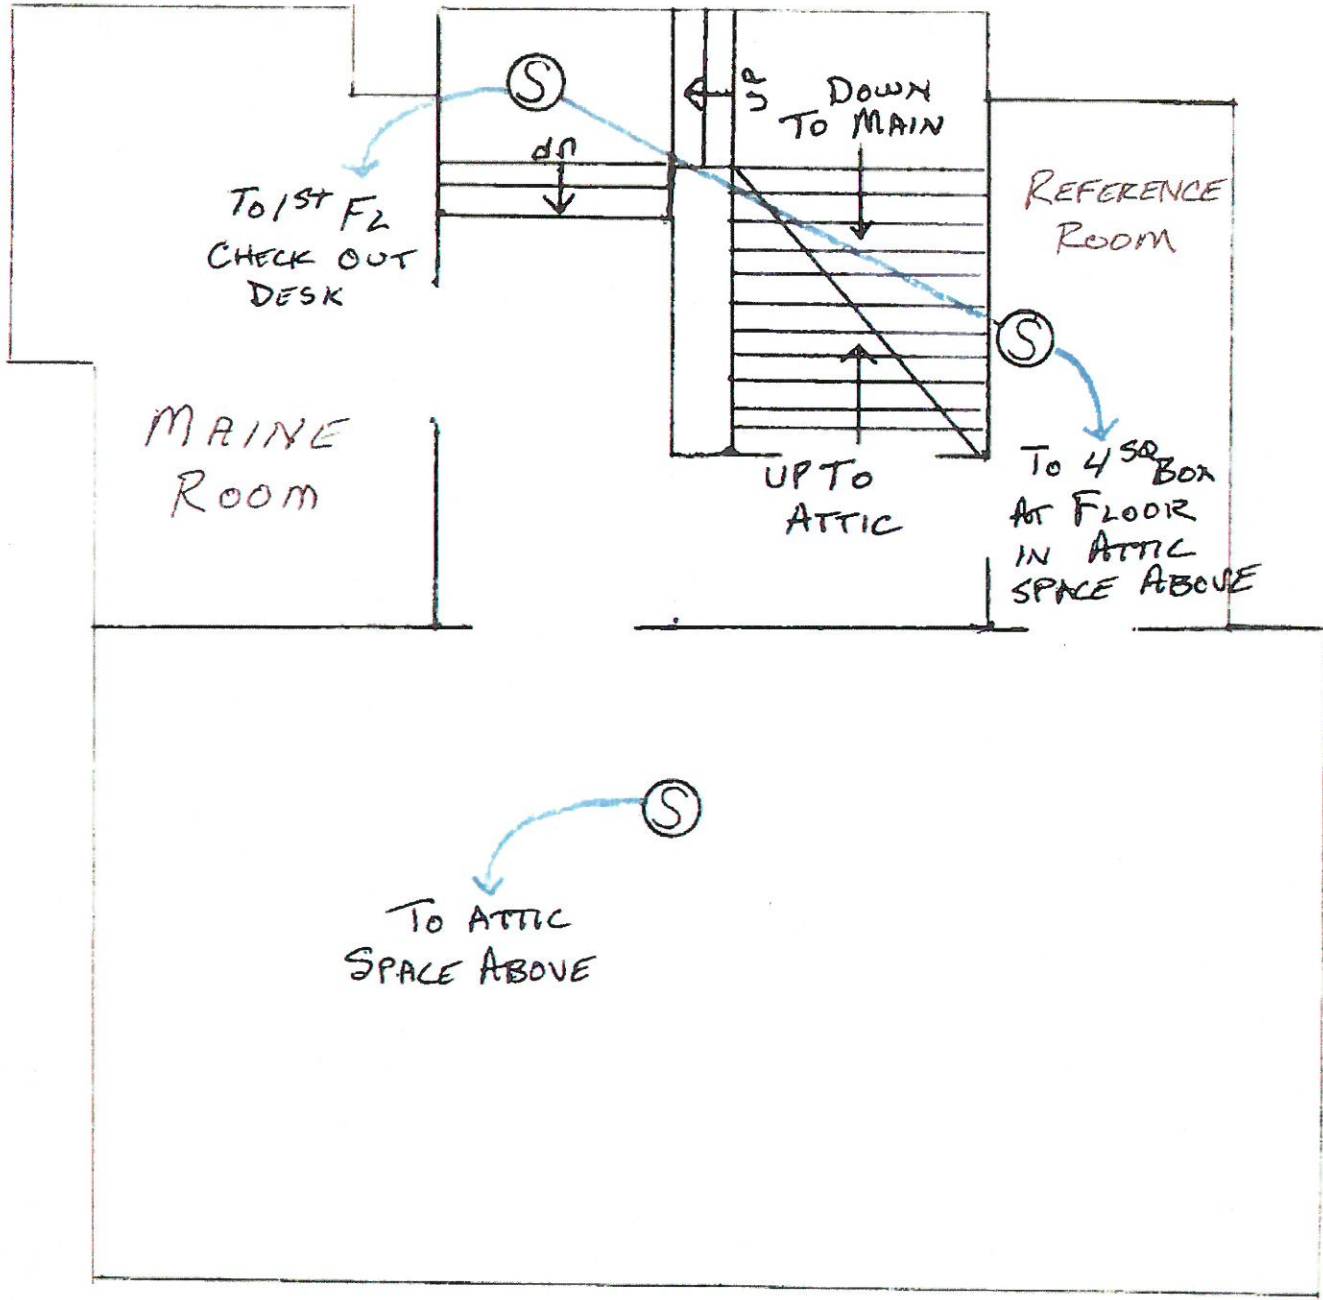 S
UP
DOWN
TO MAIN
UP
TO 1ST FL
CHECK OUT
DESK
REFERENCE
ROOM
S
MAINE
ROOM
UP TO
ATTIC
TO 4 SQ BOX
AT FLOOR
IN ATTIC
SPACE ABOVE
S
TO ATTIC
SPACE ABOVE